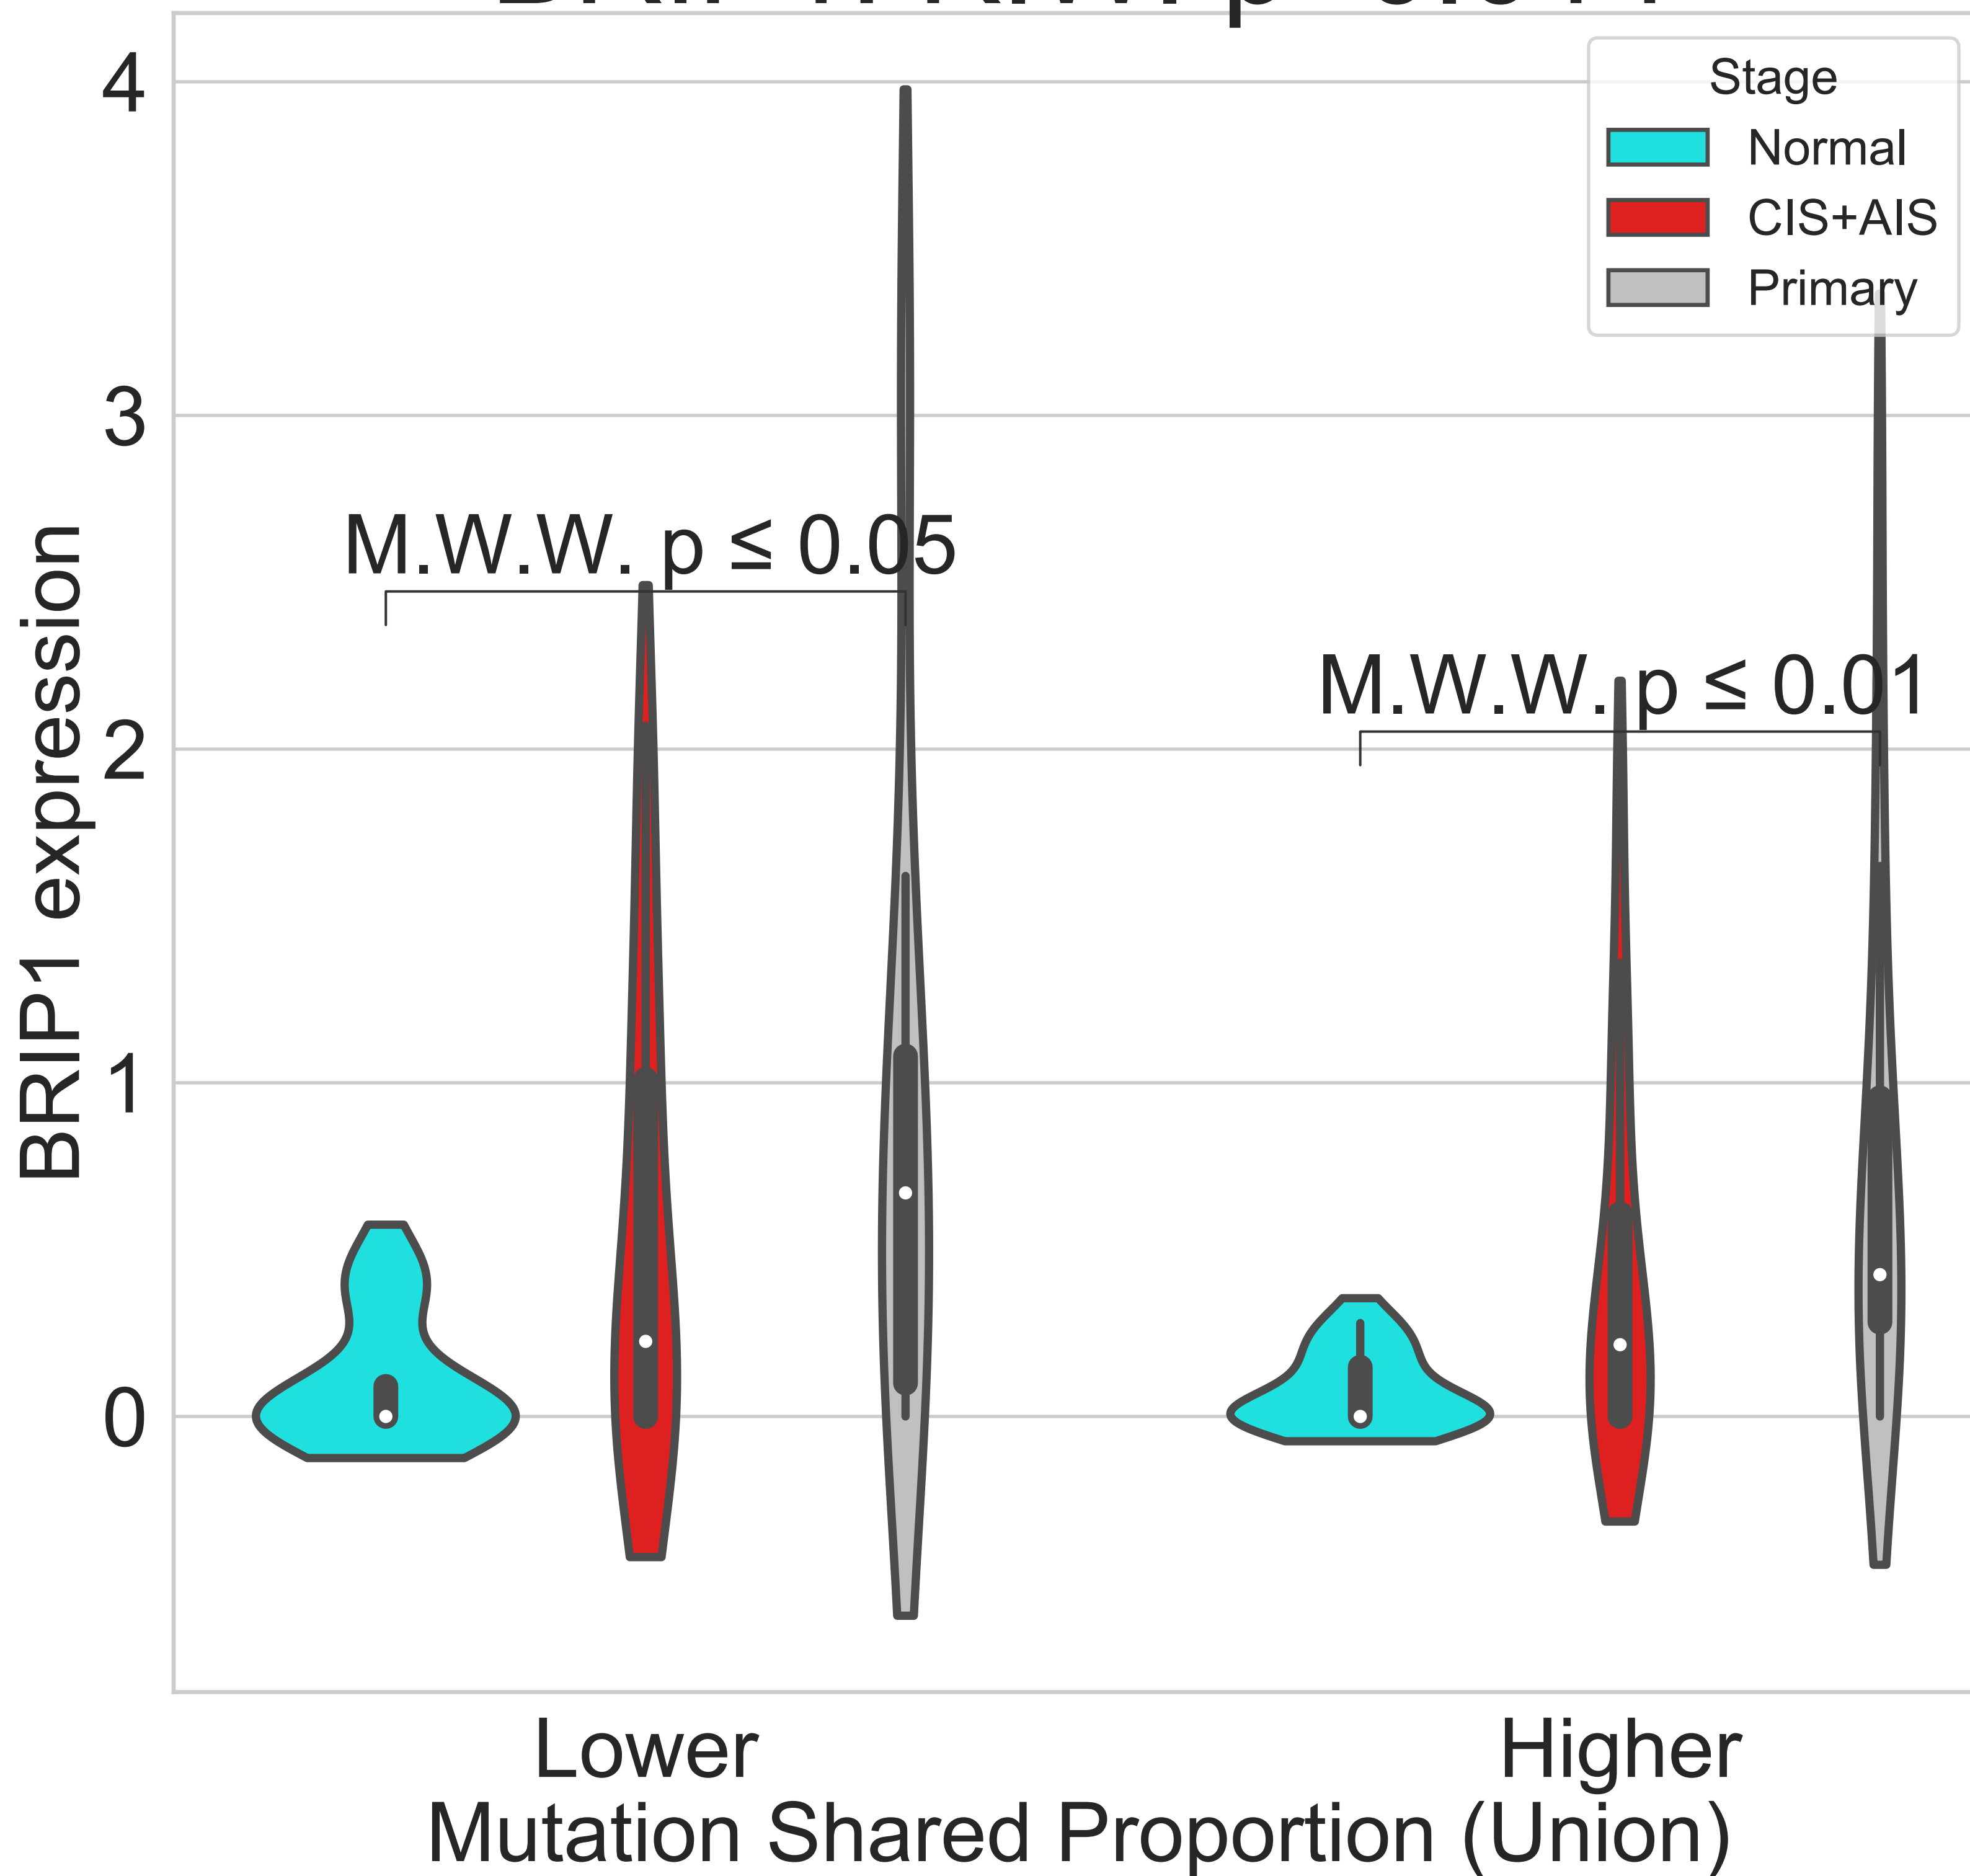 4
3
2
1
0
BRIP1 expression
Stage
Normal
CIS+AIS
Primary
M.W.W. p ≤ 0.05
M.W.W. p ≤ 0.01
Lower
Higher
Mutation Shared Proportion (Union)